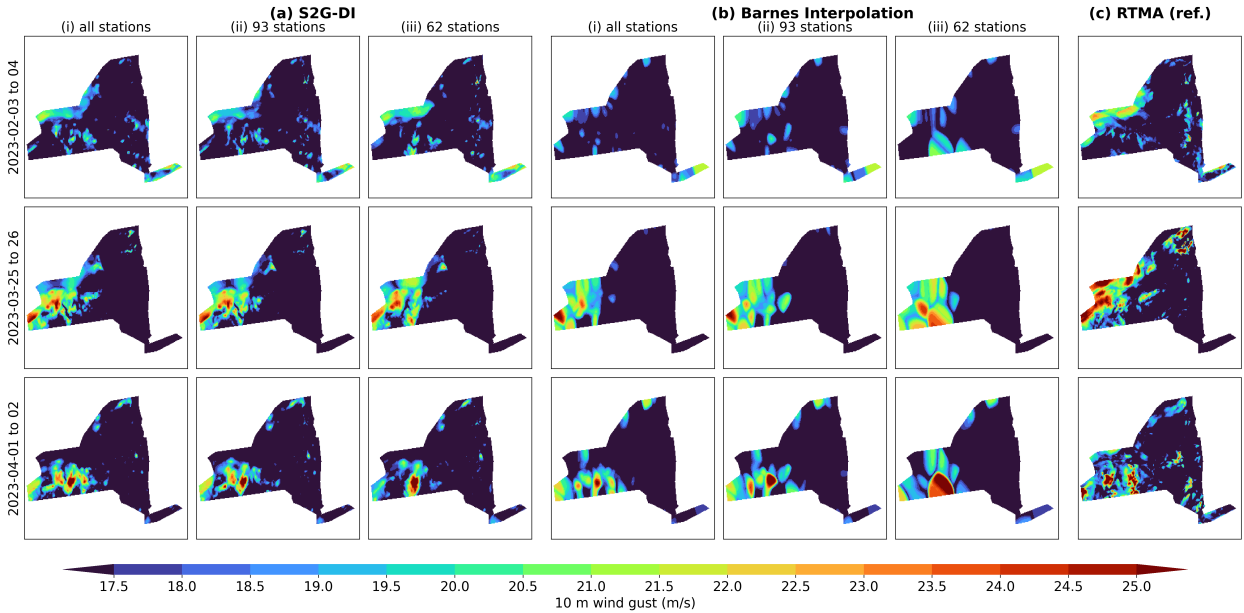 (a) S2G-DI
(b) Barnes Interpolation
(c) RTMA (ref.)
(i) all stations
(ii) 93 stations
(iii) 62 stations
(i) all stations
(ii) 93 stations
(iii) 62 stations
2023-02-03 to 04
2023-03-25 to 26
2023-04-01 to 02
17.5 18.0 18.5 19.0 19.5 20.0 20.5 21.0 21.5 22.0 22.5 23.0 23.5 24.0 24.5 25.0
10 m wind gust (m/s)